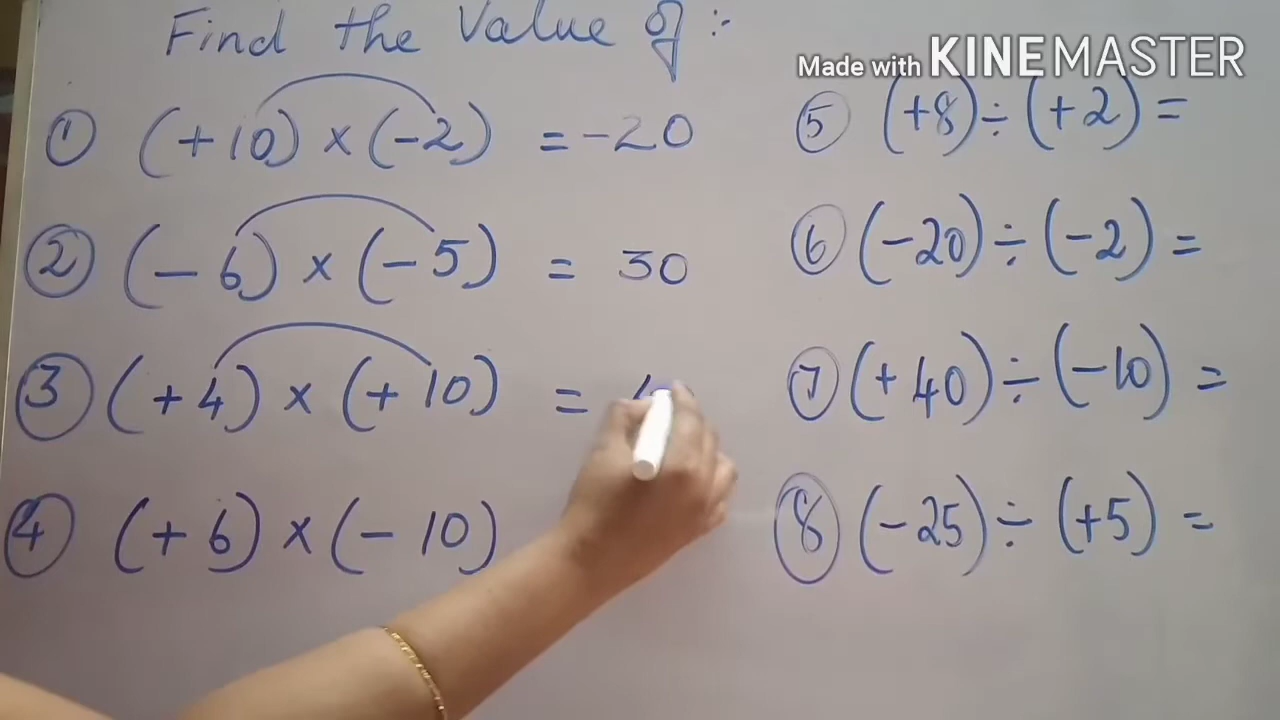 Find the Value of :-
Made with KINEMASTER
① (+10) × (-2) = -20
② (-6) × (-5) = 30
③ (+4) × (+10) =
④ (+6) × (-10)
⑤ (+8) ÷ (+2) =
⑥ (-20) ÷ (-2) =
⑦ (+40) ÷ (-10) =
⑧ (-25) ÷ (+5) =